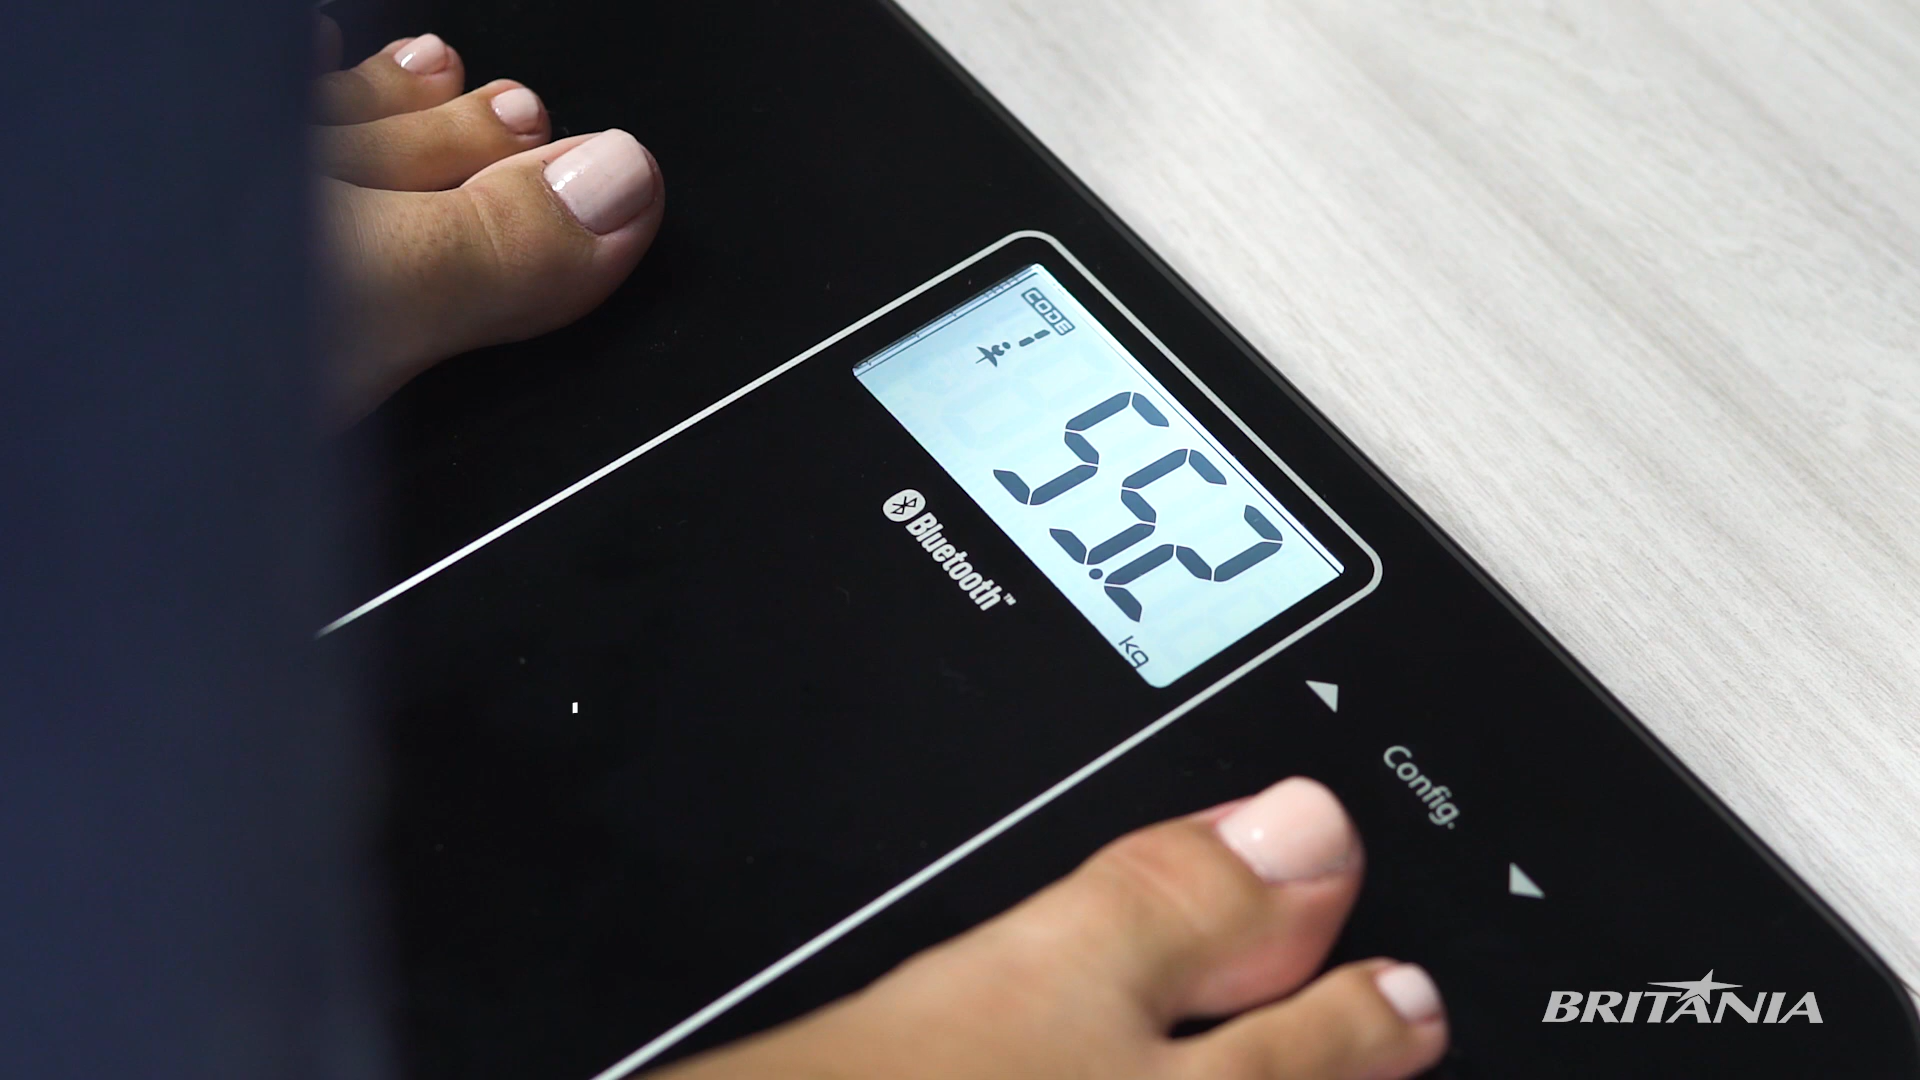 CODE
55.2
kg
Bluetooth™
Config.
BRITANIA